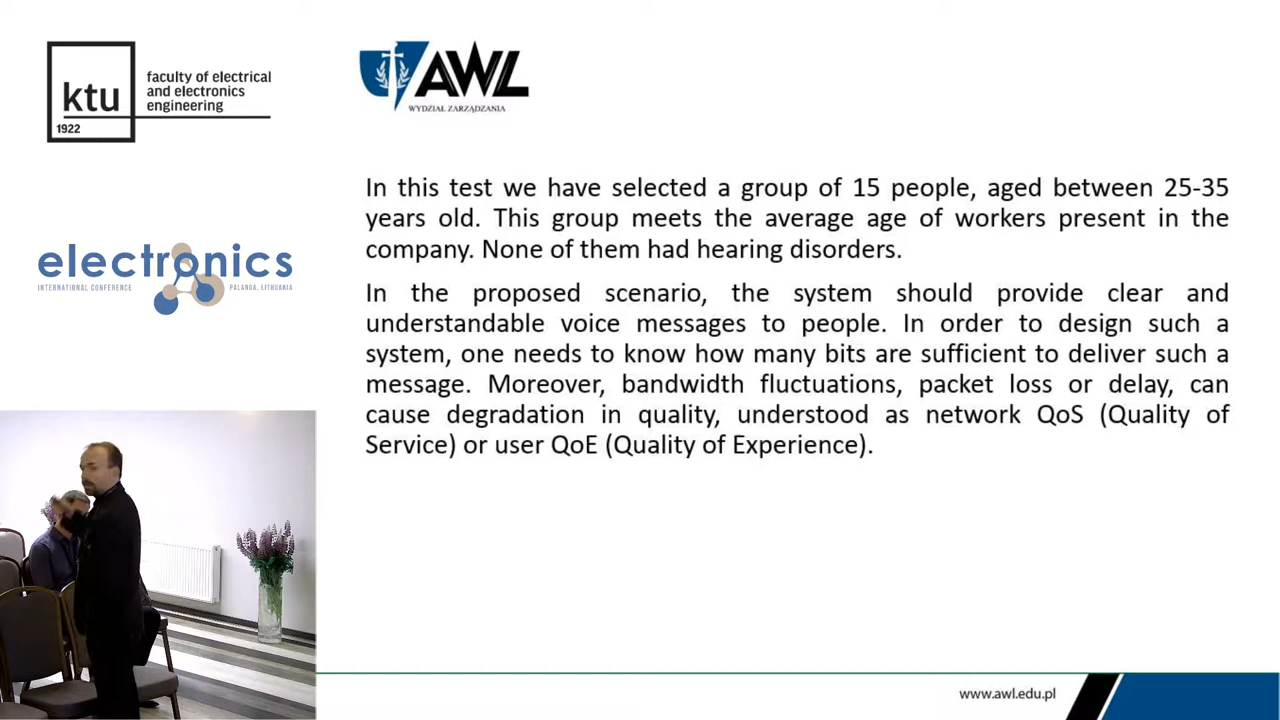 ktu
1922
faculty of electrical
and electronics
engineering
AWL
WYDZIAŁ ZARZĄDZANIA
electronics
INTERNATIONAL CONFERENCE
PALANGA, LITHUANIA
In this test we have selected a group of 15 people, aged between 25-35
years old. This group meets the average age of workers present in the
company. None of them had hearing disorders.
In the proposed scenario, the system should provide clear and
understandable voice messages to people. In order to design such a
system, one needs to know how many bits are sufficient to deliver such a
message. Moreover, bandwidth fluctuations, packet loss or delay, can
cause degradation in quality, understood as network QoS (Quality of
Service) or user QoE (Quality of Experience).
www.awl.edu.pl